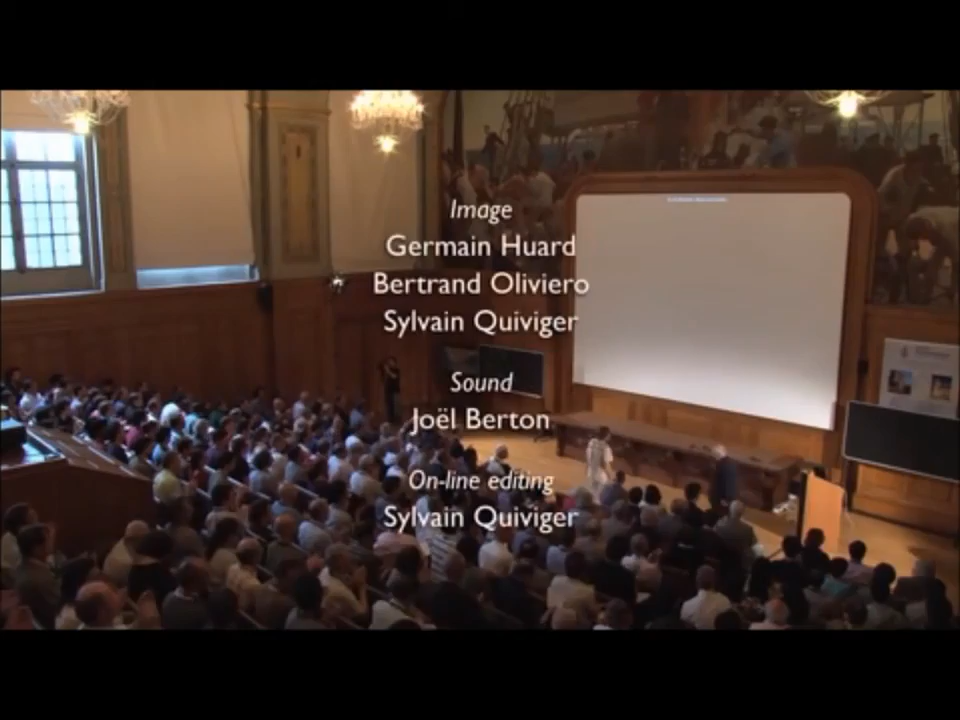 Image
Germain Huard
Bertrand Oliviero
Sylvain Quiviger
Sound
Joël Berton
On-line editing
Sylvain Quiviger